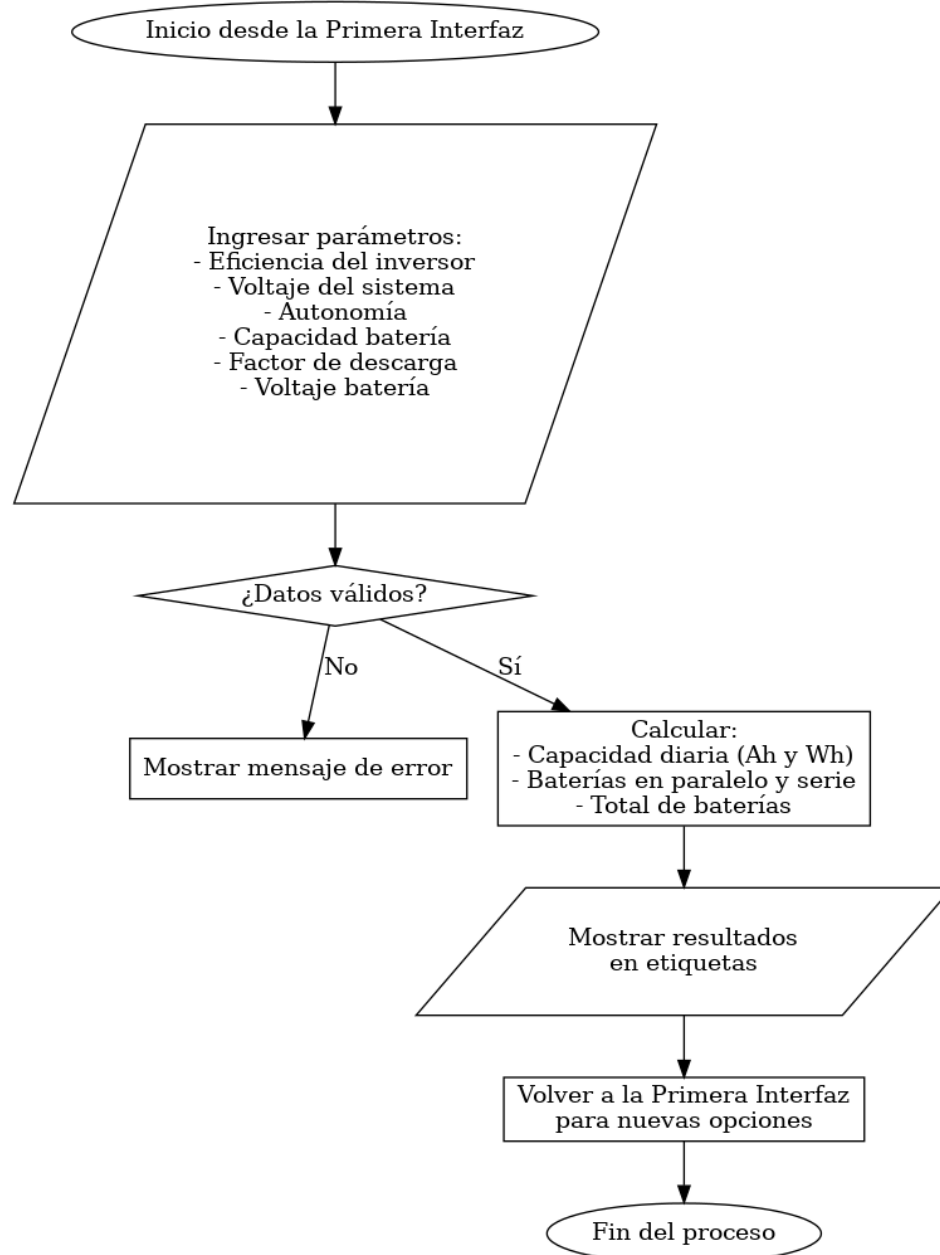 Inicio desde la Primera Interfaz
Ingresar parámetros:
- Eficiencia del inversor
- Voltaje del sistema
- Autonomía
- Capacidad batería
- Factor de descarga
- Voltaje batería
¿Datos válidos?
No
Sí
Mostrar mensaje de error
Calcular:
- Capacidad diaria (Ah y Wh)
- Baterías en paralelo y serie
- Total de baterías
Mostrar resultados
en etiquetas
Volver a la Primera Interfaz
para nuevas opciones
Fin del proceso